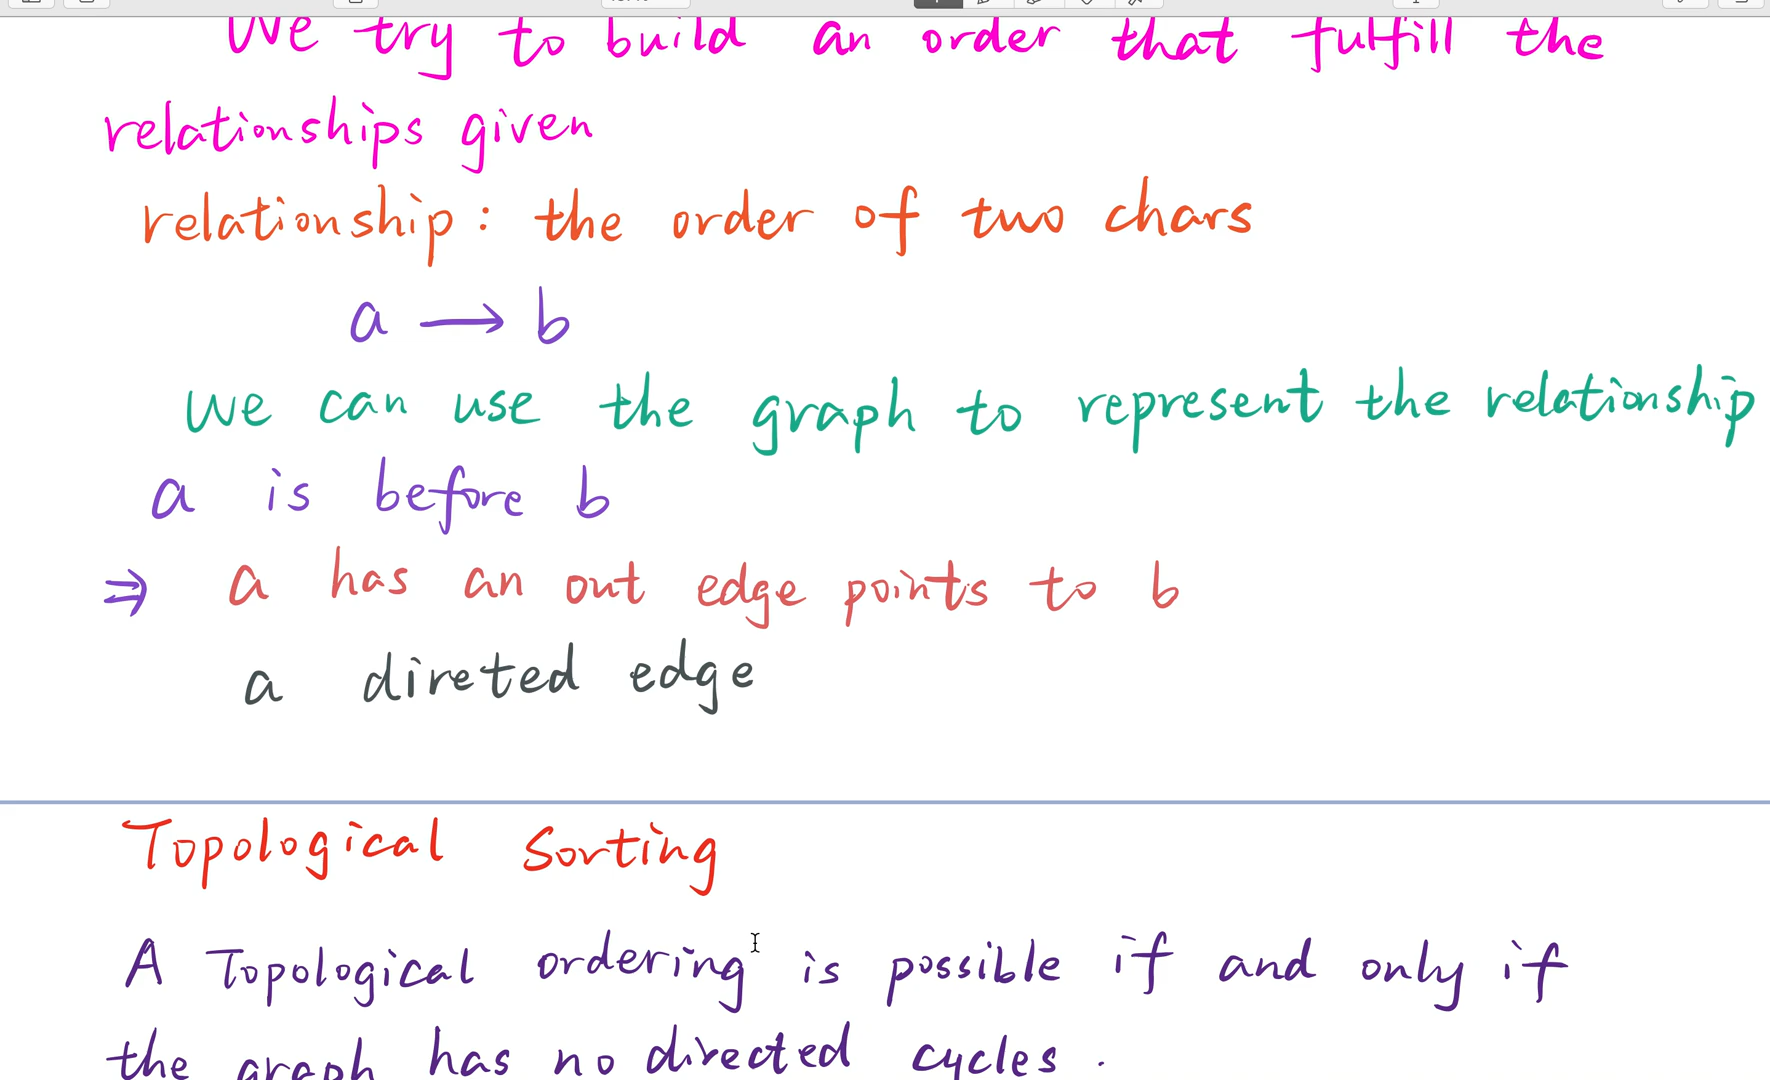 We try to build an order that fulfill the
relationships given
relationship: the order of two chars
a → b
We can use the graph to represent the relationship
a is before b
⇒ a has an out edge points to b
a direted edge
Topological Sorting
A Topological ordering is possible if and only if
the graph has no directed cycles.